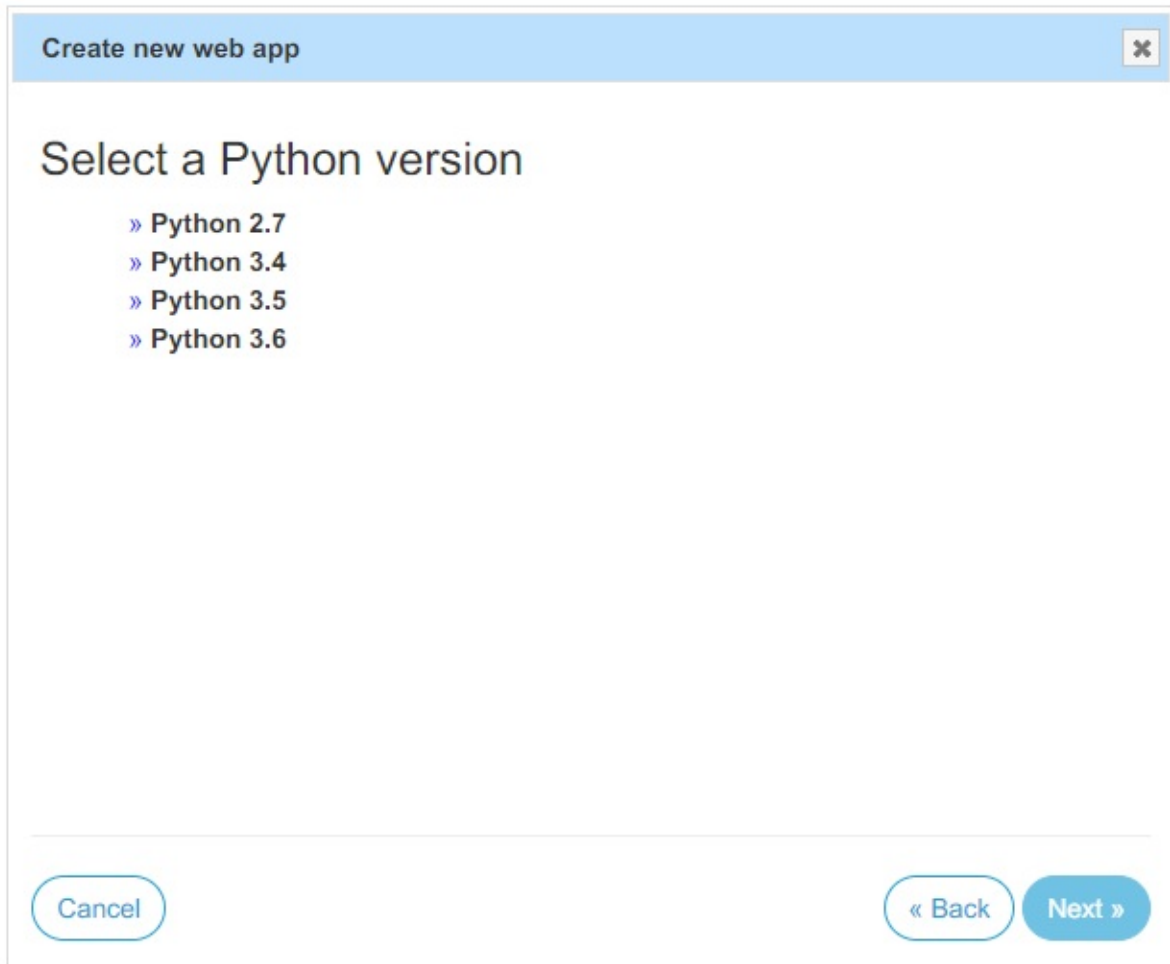 Create new web app
Select a Python version
» Python 2.7
» Python 3.4
» Python 3.5
» Python 3.6
Cancel
« Back
Next »